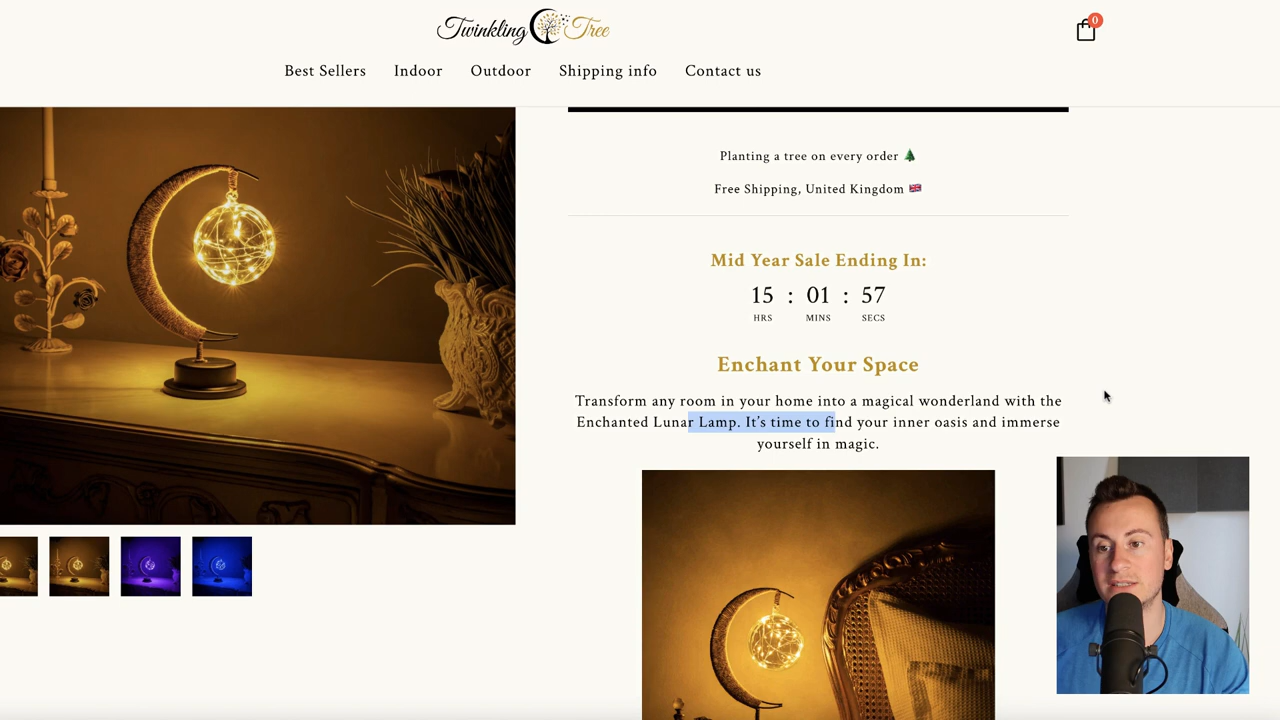 Twinkling Tree
0
Best Sellers Indoor Outdoor Shipping info Contact us
Planting a tree on every order 🌲
Free Shipping, United Kingdom 🇬🇧
Mid Year Sale Ending In:
15 : 01 : 57
HRS MINS SECS
Enchant Your Space
Transform any room in your home into a magical wonderland with the
Enchanted Lunar Lamp. It’s time to find your inner oasis and immerse
yourself in magic.